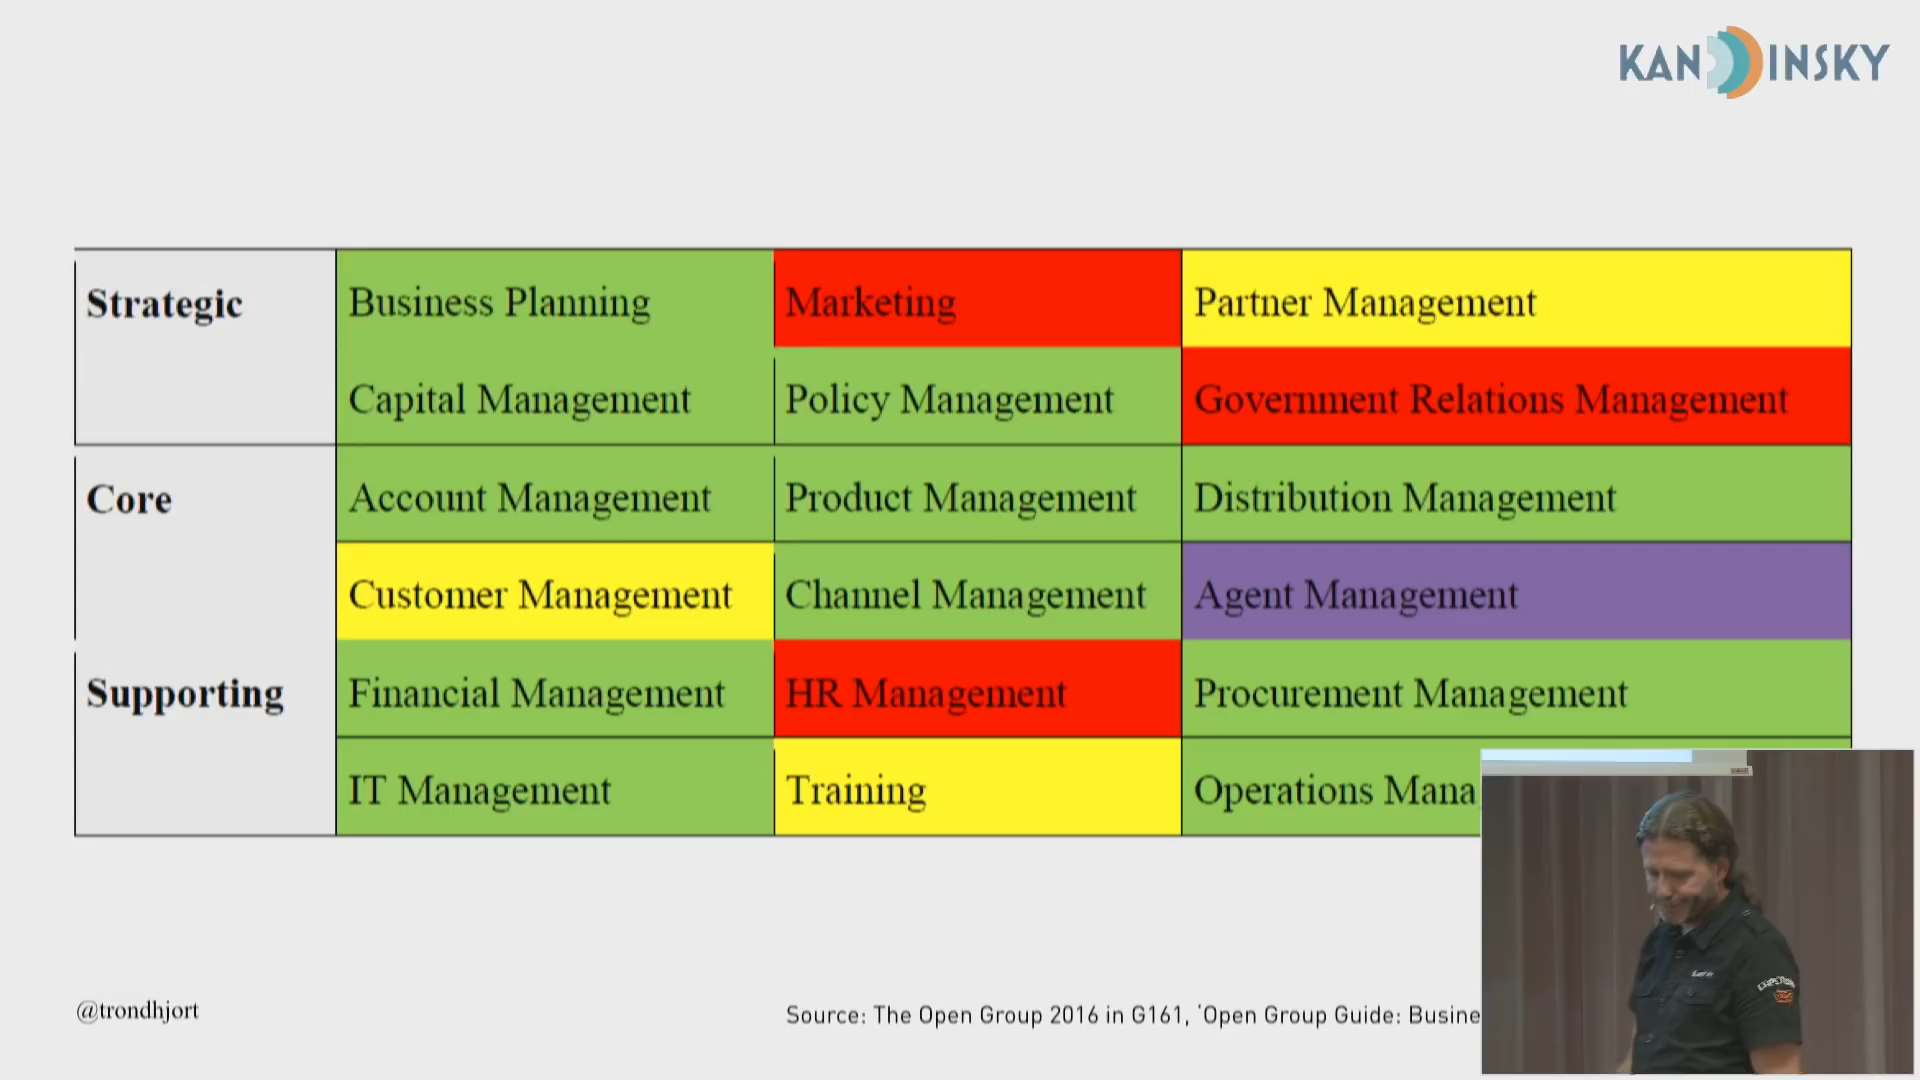 KANDINSKY
Strategic Business Planning Marketing Partner Management
Capital Management Policy Management Government Relations Management
Core Account Management Product Management Distribution Management
Customer Management Channel Management Agent Management
Supporting Financial Management HR Management Procurement Management
IT Management Training Operations Mana
@trondhjort
Source: The Open Group 2016 in G161, ‘Open Group Guide: Busine